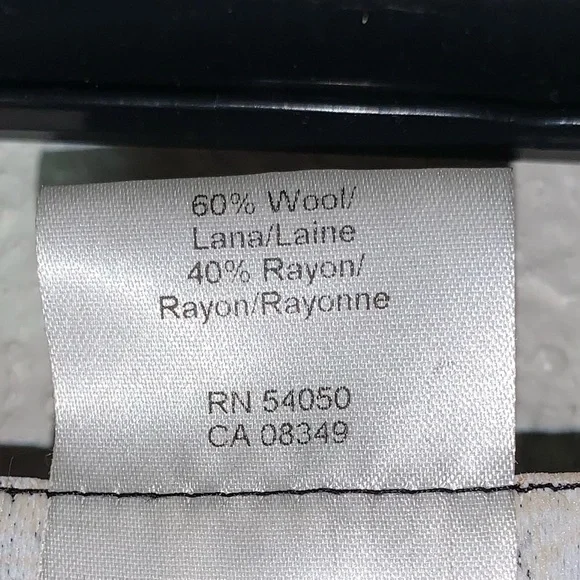 60% Wool/
Lana/Laine
40% Rayon/
Rayon/Rayonne
RN 54050
CA 08349